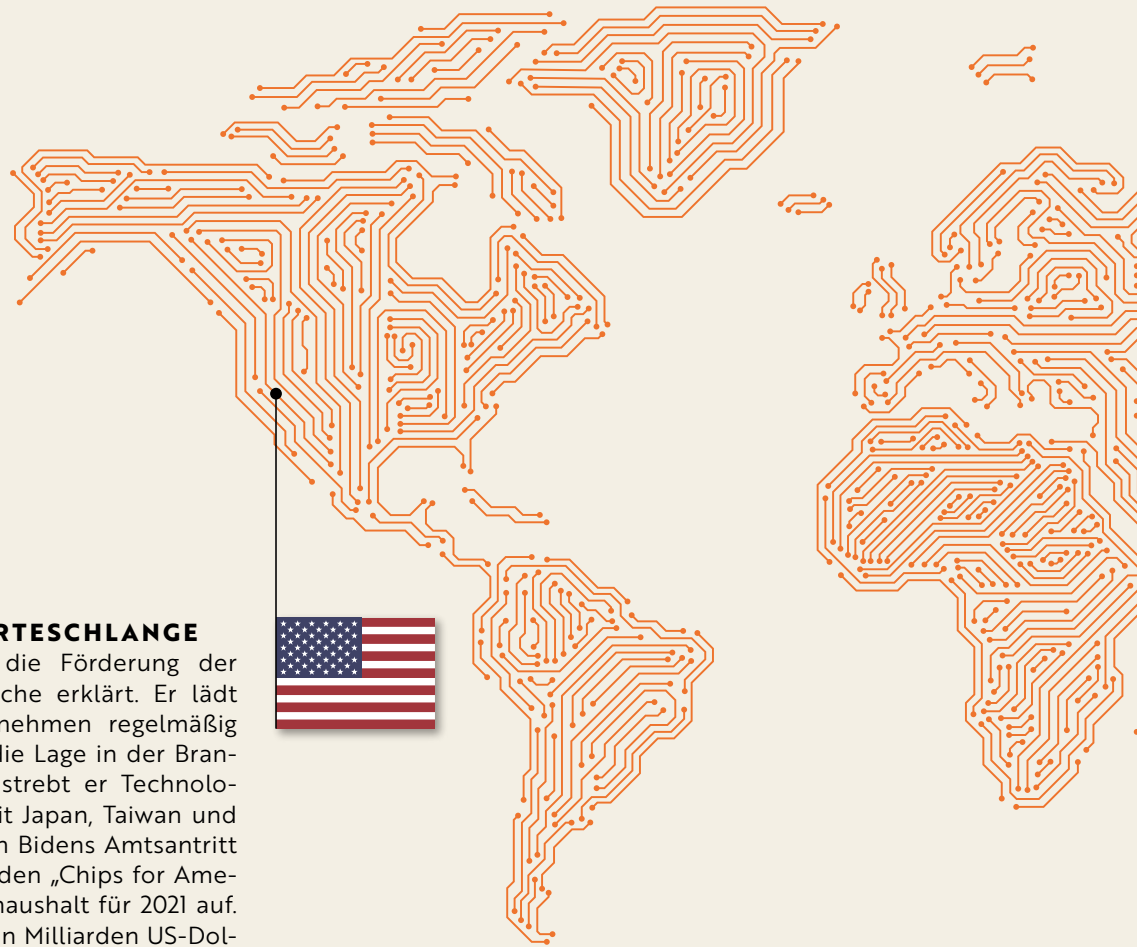 RTESCHLANGE
die Förderung der
che erklärt. Er lädt
nehmen regelmäßig
die Lage in der Bran-
strebt er Technolo-
it Japan, Taiwan und
n Bidens Amtsantritt
den „Chips for Ame-
haushalt für 2021 auf.
n Milliarden US-Dol-